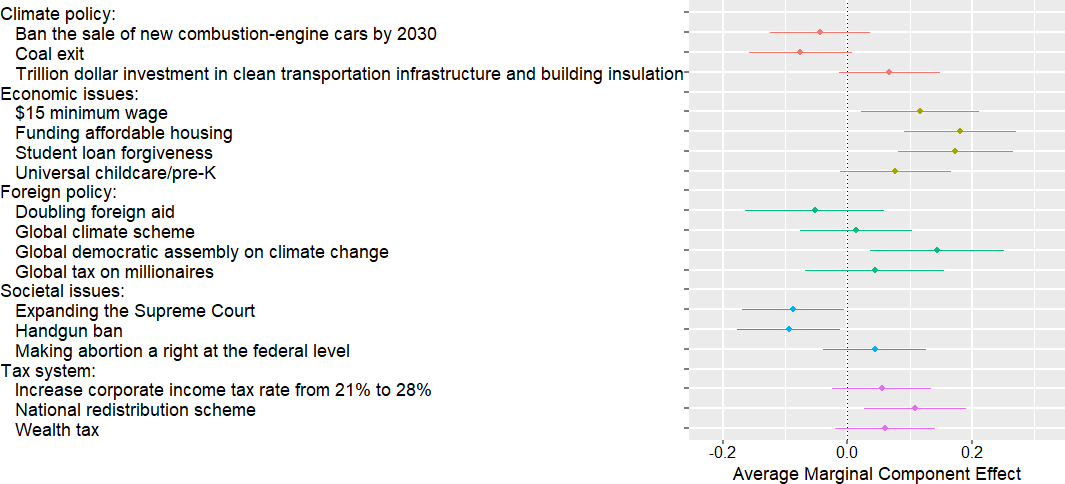 Climate policy:
Ban the sale of new combustion-engine cars by 2030
Coal exit
Trillion dollar investment in clean transportation infrastructure and building insulation
Economic issues:
$15 minimum wage
Funding affordable housing
Student loan forgiveness
Universal childcare/pre-K
Foreign policy:
Doubling foreign aid
Global climate scheme
Global democratic assembly on climate change
Global tax on millionaires
Societal issues:
Expanding the Supreme Court
Handgun ban
Making abortion a right at the federal level
Tax system:
Increase corporate income tax rate from 21% to 28%
National redistribution scheme
Wealth tax
-0.2 0.0 0.2
Average Marginal Component Effect